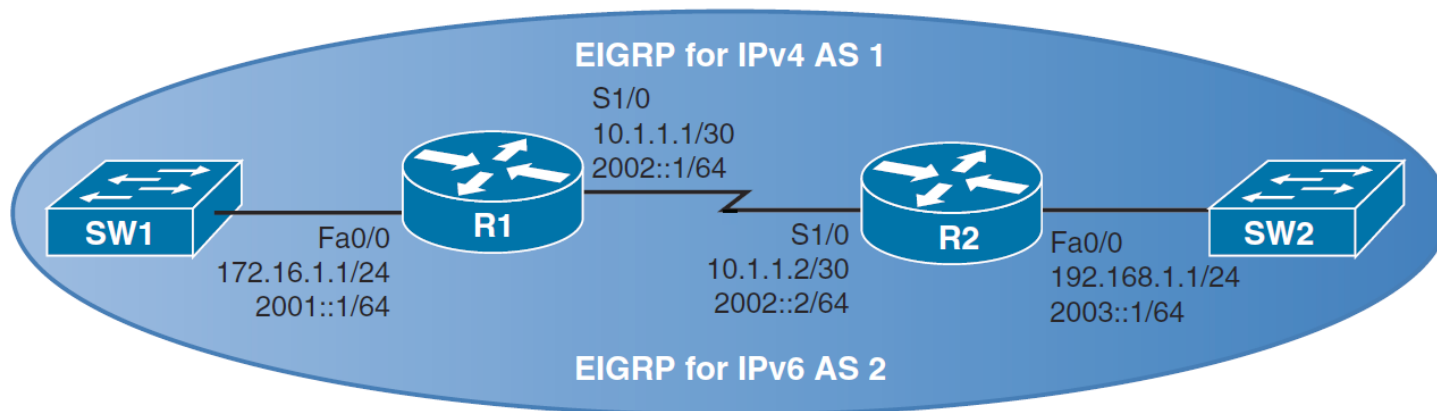 EIGRP for IPv4 AS 1
S1/0
10.1.1.1/30
2002::1/64
SW1
R1
R2
SW2
Fa0/0
172.16.1.1/24
2001::1/64
S1/0
10.1.1.2/30
2002::2/64
Fa0/0
192.168.1.1/24
2003::1/64
EIGRP for IPv6 AS 2